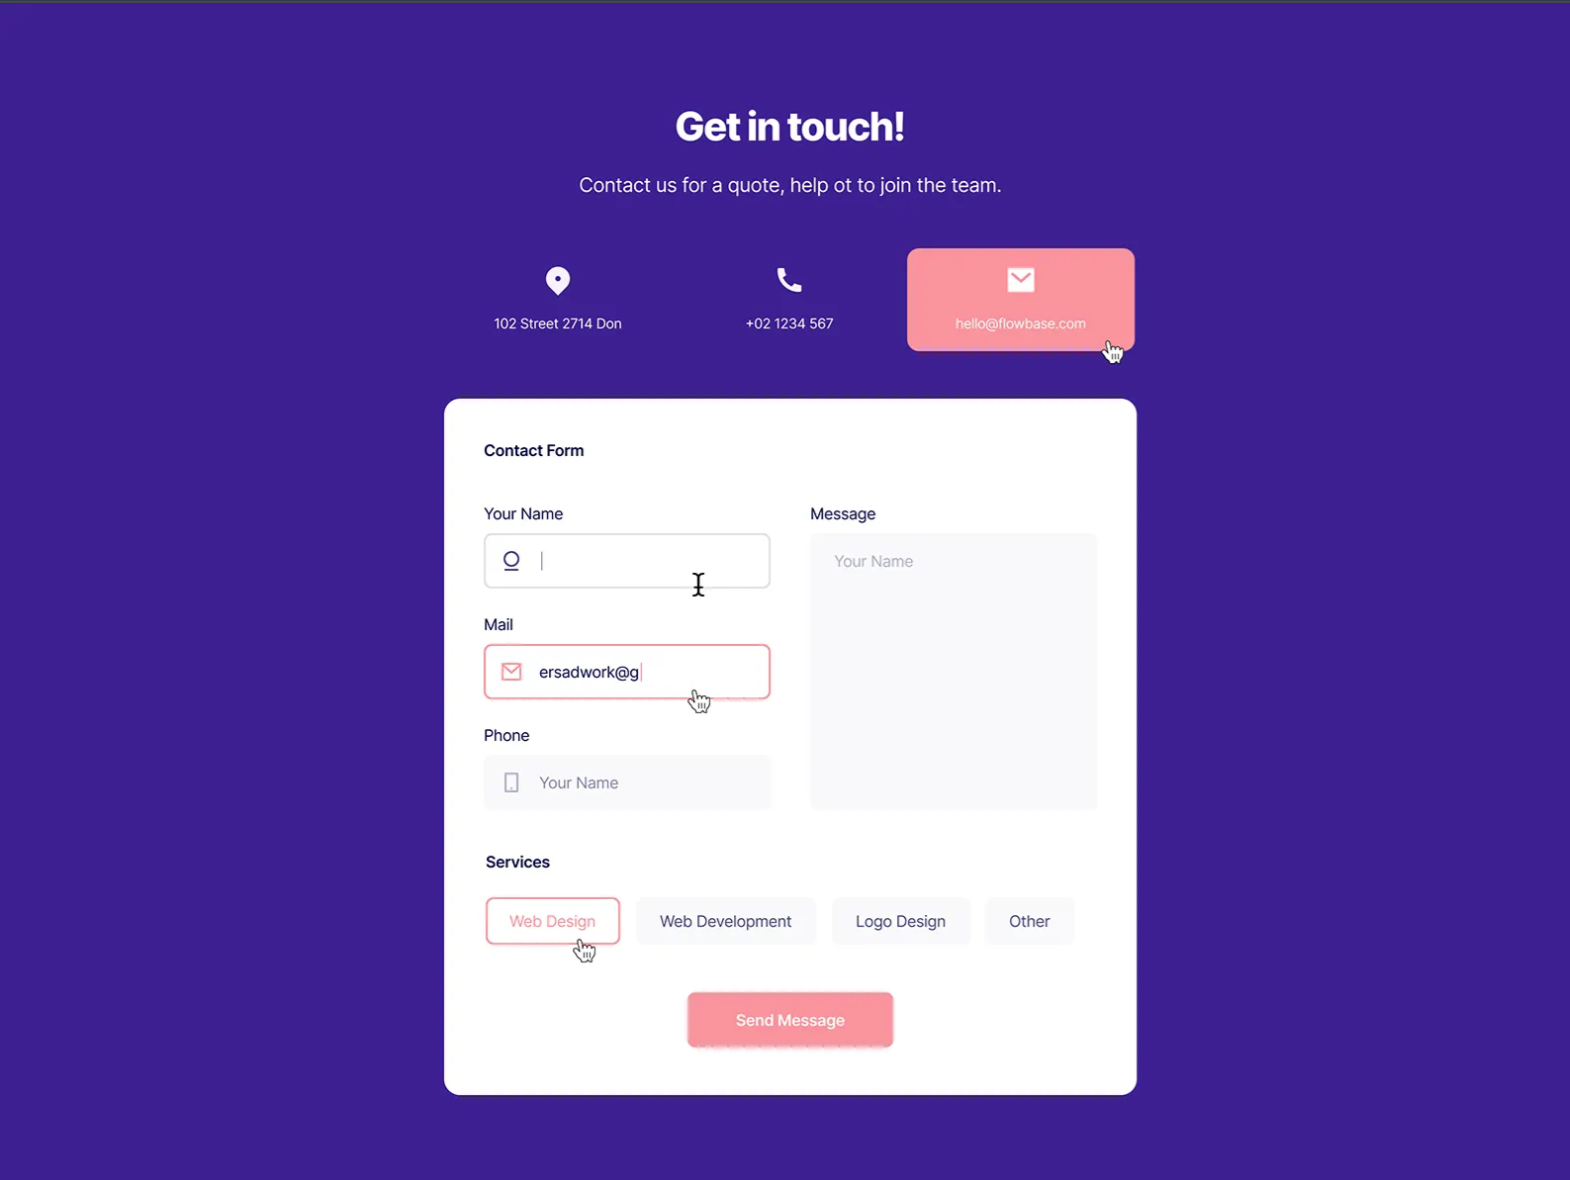 Get in touch!
Contact us for a quote, help ot to join the team.
102 Street 2714 Don
+02 1234 567
hello@flowbase.com
Contact Form
Your Name
Mail
ersadwork@g
Phone
Your Name
Message
Your Name
Services
Web Design
Web Development
Logo Design
Other
Send Message